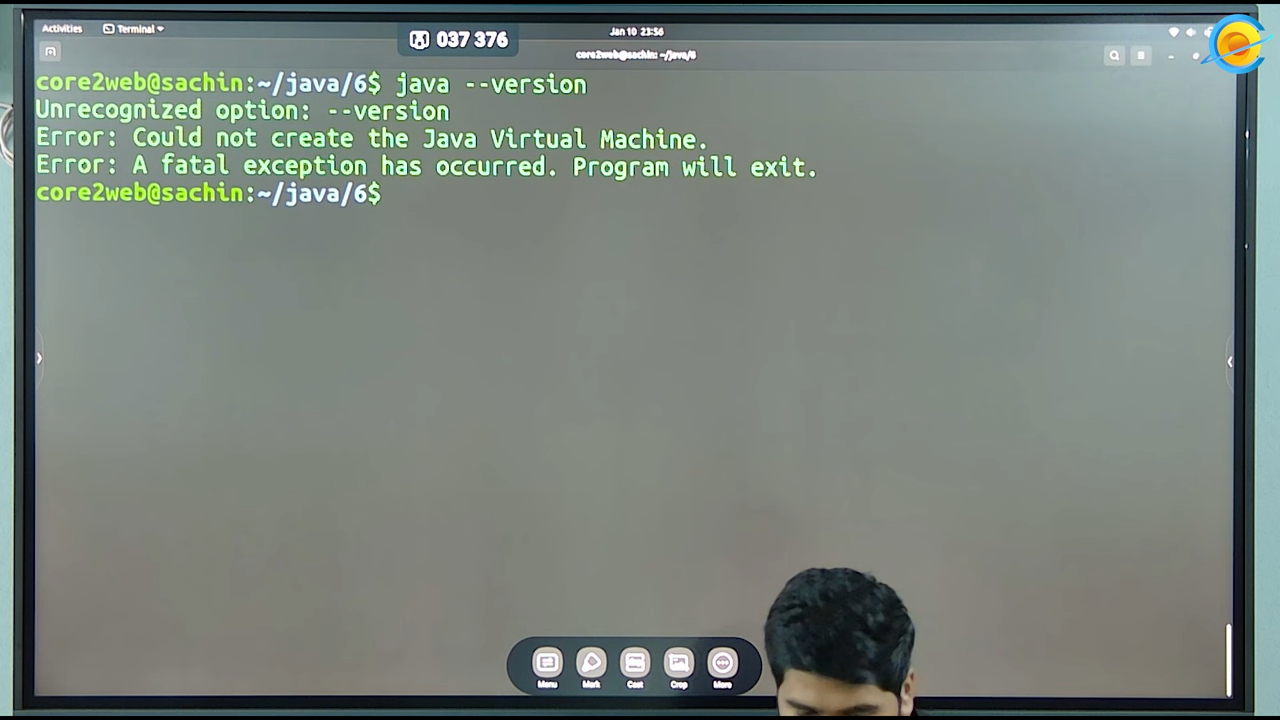 Activities
Terminal
037 376
Jan 10 23:56
core2web@sachin: ~/java/6
core2web@sachin:~/java/6$ java --version
Unrecognized option: --version
Error: Could not create the Java Virtual Machine.
Error: A fatal exception has occurred. Program will exit.
core2web@sachin:~/java/6$
Menu
Mark
Cast
Crop
More